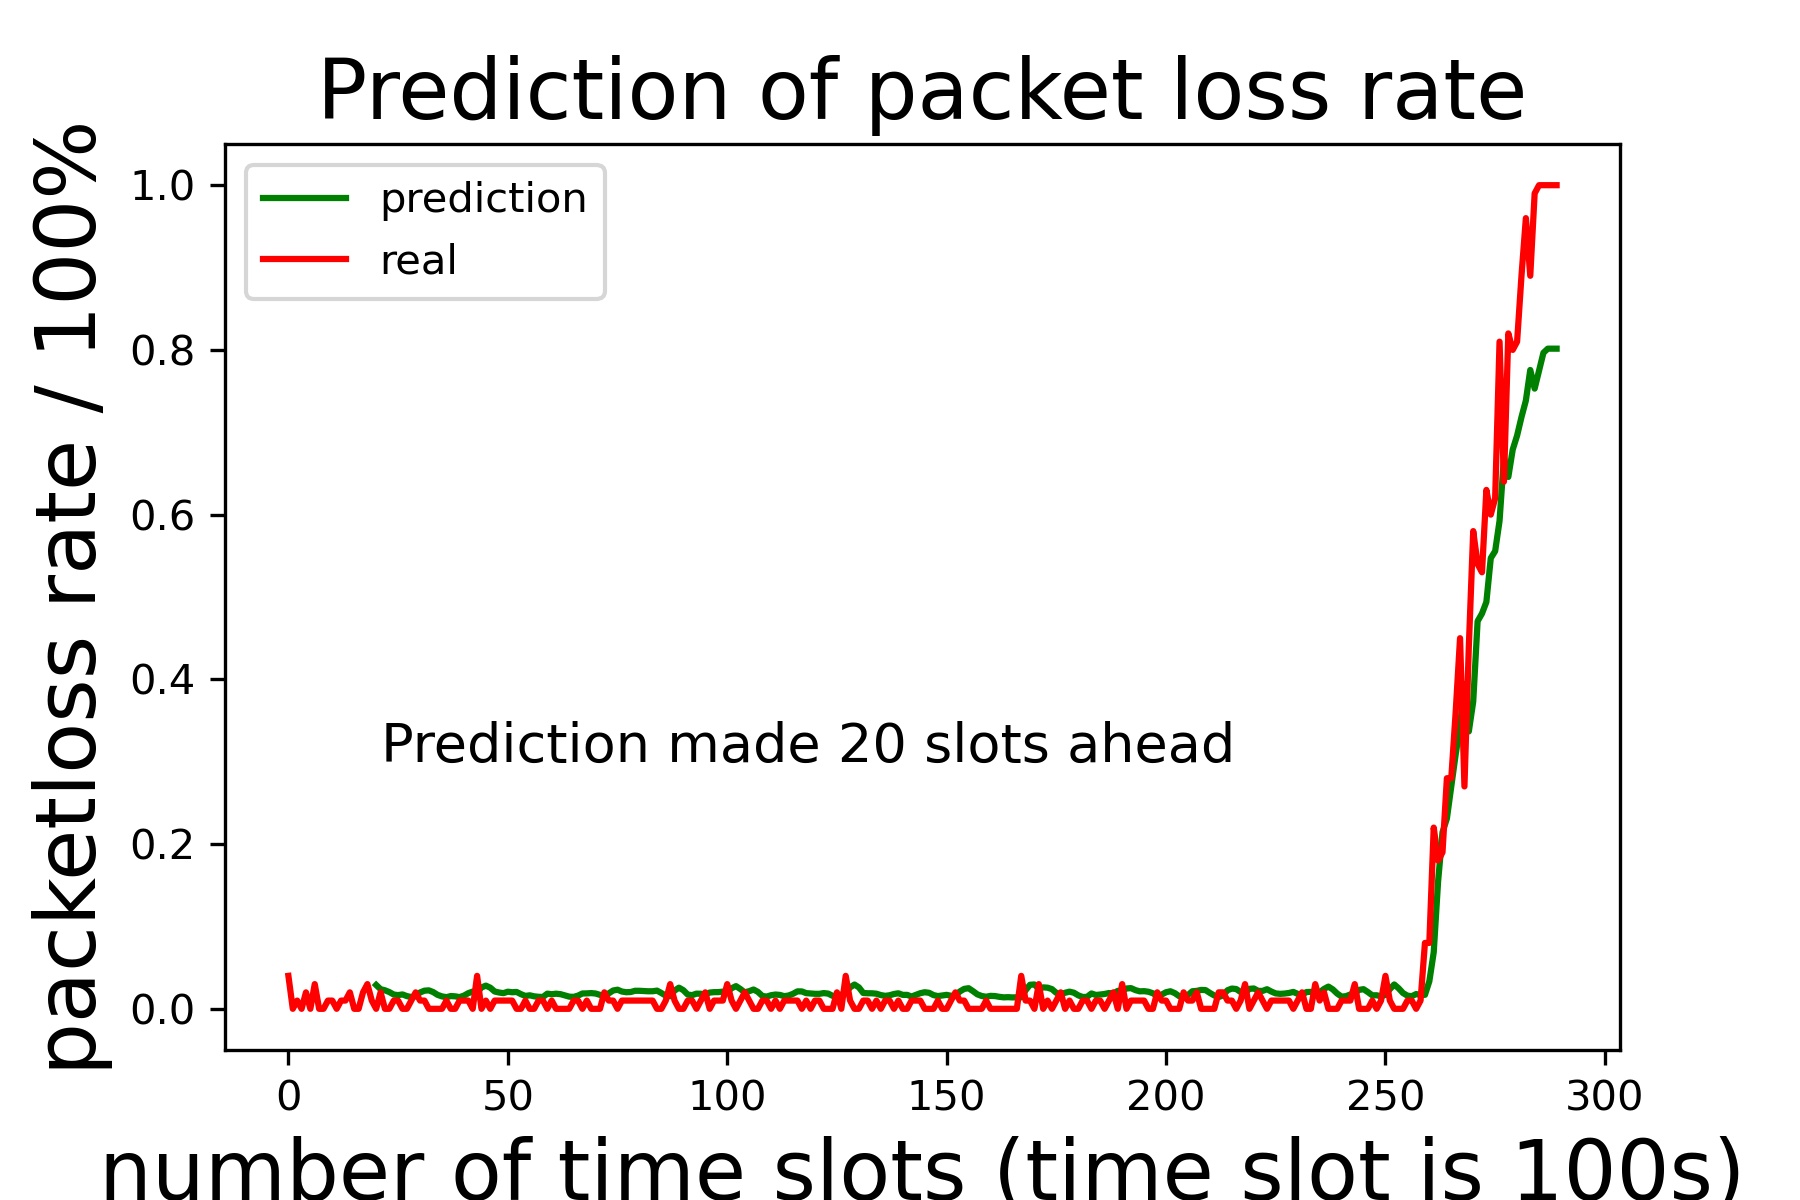 Prediction of packet loss rate
packetloss rate / 100%
1.0
0.8
0.6
0.4
0.2
0.0
prediction
real
Prediction made 20 slots ahead
0 50 100 150 200 250 300
number of time slots (time slot is 100s)